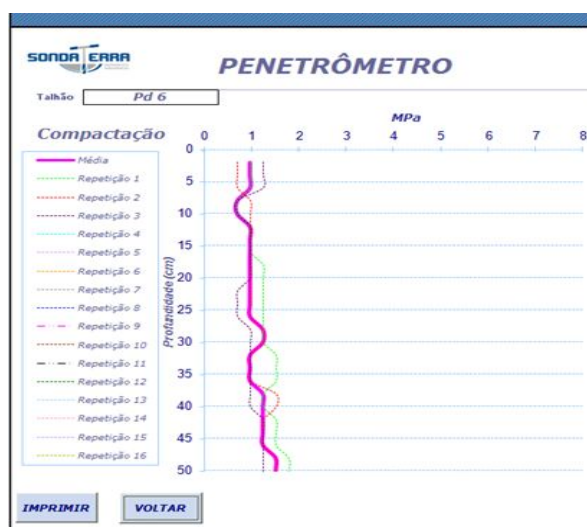 SONDATERRA
PENETRÔMETRO
Talhão Pd 6
MPa
Compactação
0 1 2 3 4 5 6 7 8
Média
Repetição 1
Repetição 2
Repetição 3
Repetição 4
Repetição 5
Repetição 6
Repetição 7
Repetição 8
Repetição 9
Repetição 10
Repetição 11
Repetição 12
Repetição 13
Repetição 14
Repetição 15
Repetição 16
Profundidade(cm)
0
5
10
15
20
25
30
35
40
45
50
IMPRIMIR VOLTAR